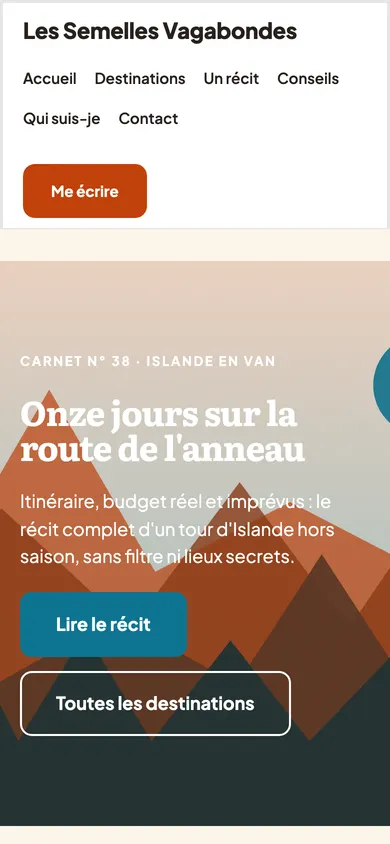 Les Semelles Vagabondes
Accueil Destinations Un récit Conseils
Qui suis-je Contact
Me écrire
CARNET N° 38 · ISLANDE EN VAN
Onze jours sur la
route de l'anneau
Itinéraire, budget réel et imprévus : le
récit complet d'un tour d'Islande hors
saison, sans filtre ni lieux secrets.
Lire le récit
Toutes les destinations